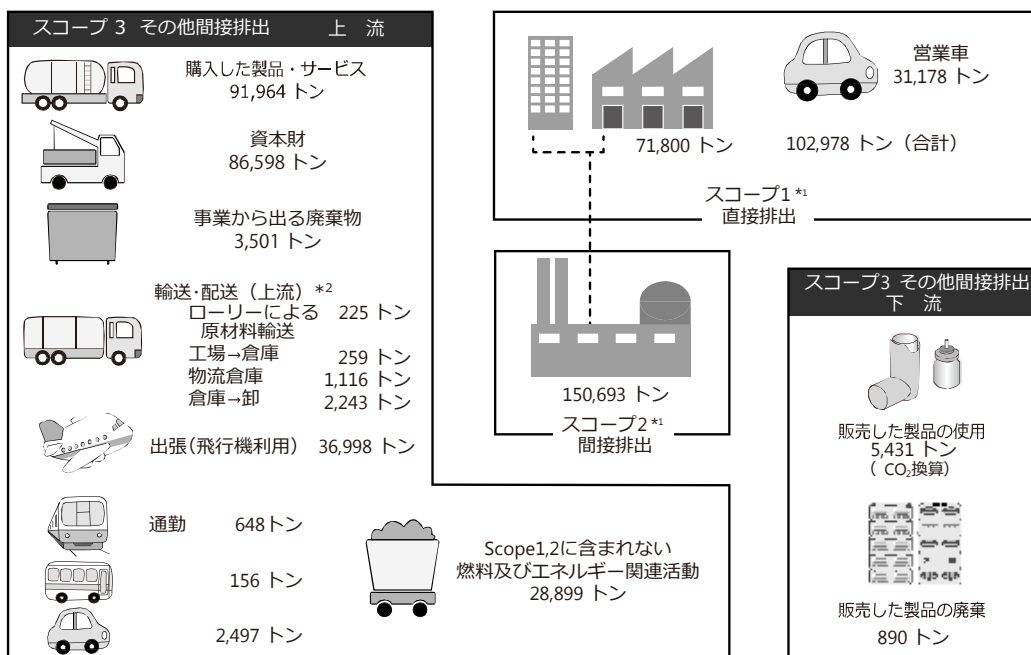 スコープ3 その他間接排出 上 流
購入した製品・サービス
91,964 トン
資本財
86,598 トン
事業から出る廃棄物
3,501 トン
輸送・配送（上流）*2
ローリーによる 225 トン
原材料輸送
工場→倉庫 259 トン
物流倉庫 1,116 トン
倉庫→卸 2,243 トン
出張(飛行機利用) 36,998 トン
通勤 648トン
156 トン
2,497 トン
Scope1,2に含まれない
燃料及びエネルギー関連活動
28,899 トン
営業車
31,178 トン
71,800 トン
102,978 トン（合計）
スコープ1 *1
直接排出
150,693 トン
スコープ2 *1
間接排出
スコープ3 その他間接排出
下 流
販売した製品の使用
5,431 トン
（ CO₂換算）
販売した製品の廃棄
890 トン